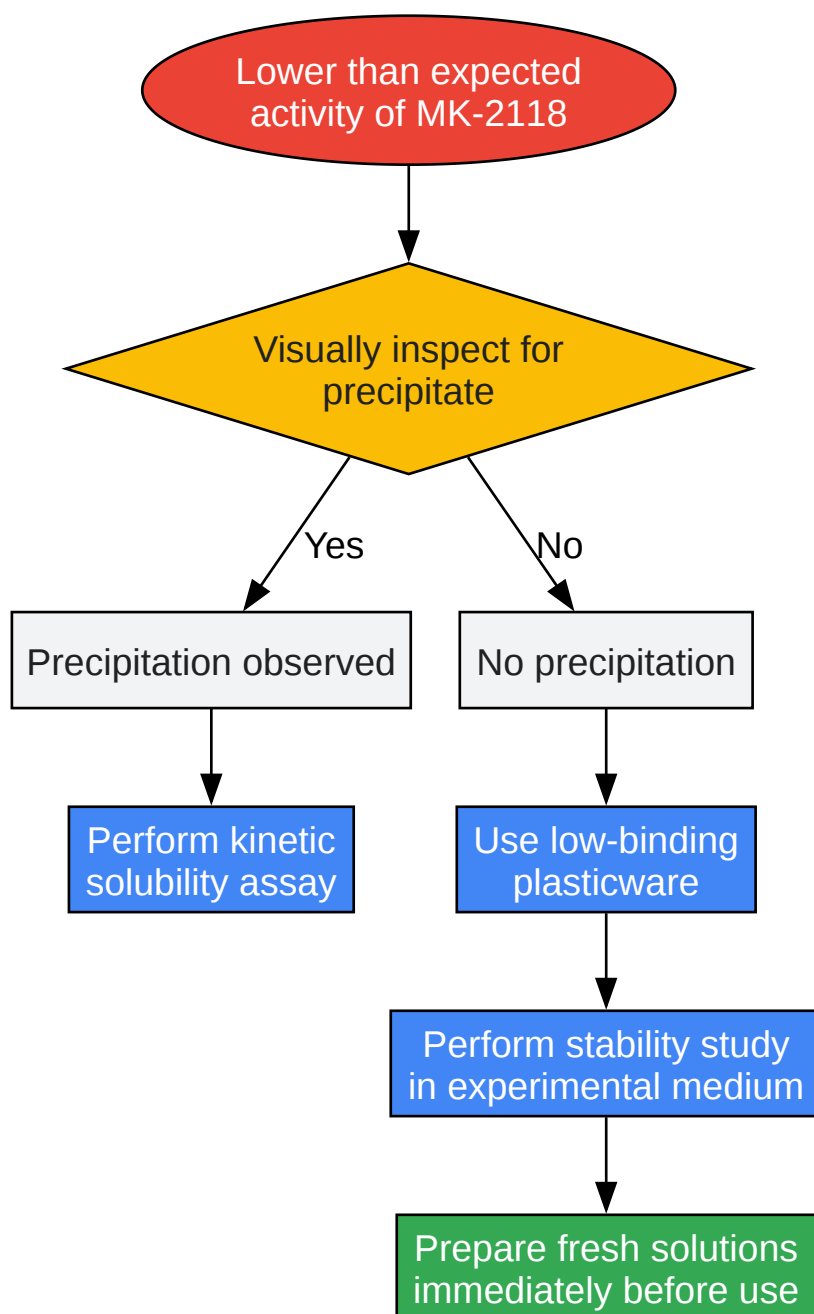 Lower than expected
activity of MK-2118
Visually inspect for
precipitate
Yes
No
Precipitation observed
No precipitation
Perform kinetic
solubility assay
Use low-binding
plasticware
Perform stability study
in experimental medium
Prepare fresh solutions
immediately before use